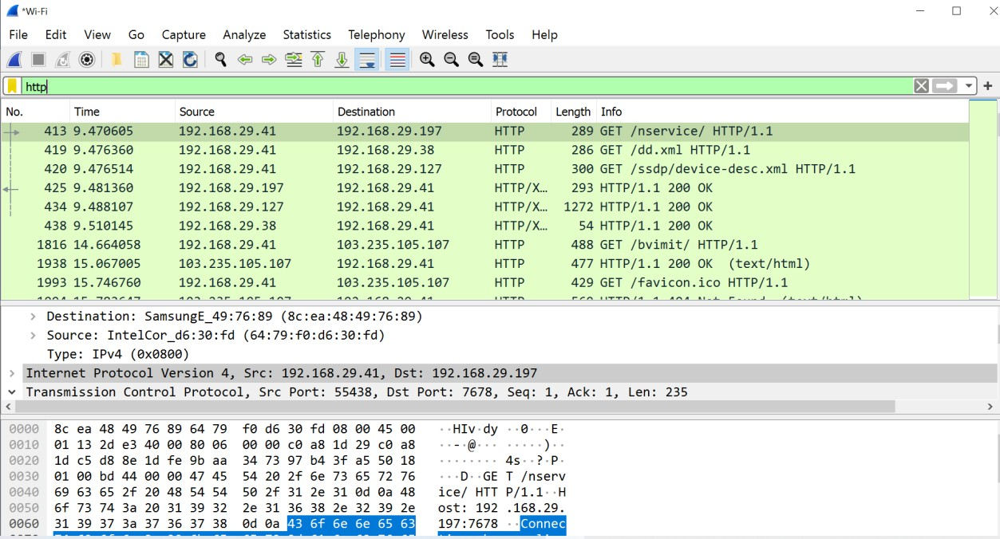 *Wi-Fi
File Edit View Go Capture Analyze Statistics Telephony Wireless Tools Help
http
No. Time Source Destination Protocol Length Info
413 9.470605 192.168.29.41 192.168.29.197 HTTP 289 GET /nservice/ HTTP/1.1
419 9.476360 192.168.29.41 192.168.29.38 HTTP 286 GET /dd.xml HTTP/1.1
420 9.476514 192.168.29.41 192.168.29.127 HTTP 300 GET /ssdp/device-desc.xml HTTP/1.1
425 9.481360 192.168.29.197 192.168.29.41 HTTP/X… 293 HTTP/1.1 200 OK
434 9.488107 192.168.29.127 192.168.29.41 HTTP/X… 1272 HTTP/1.1 200 OK
438 9.510145 192.168.29.38 192.168.29.41 HTTP/X… 54 HTTP/1.1 200 OK
1816 14.664058 192.168.29.41 103.235.105.107 HTTP 488 GET /bvimit/ HTTP/1.1
1938 15.067005 103.235.105.107 192.168.29.41 HTTP 477 HTTP/1.1 200 OK (text/html)
1993 15.746760 192.168.29.41 103.235.105.107 HTTP 429 GET /favicon.ico HTTP/1.1
Destination: SamsungE_49:76:89 (8c:ea:48:49:76:89)
Source: IntelCor_d6:30:fd (64:79:f0:d6:30:fd)
Type: IPv4 (0x0800)
Internet Protocol Version 4, Src: 192.168.29.41, Dst: 192.168.29.197
Transmission Control Protocol, Src Port: 55438, Dst Port: 7678, Seq: 1, Ack: 1, Len: 235
0000 8c ea 48 49 76 89 64 79 f0 d6 30 fd 08 00 45 00 ··HIv·dy ··0···E·
0010 01 13 2d e3 40 00 80 06 00 00 c0 a8 1d 29 c0 a8 ··-·@··· ·····)··
0020 1d c5 d8 8e 1d fe 9b aa 34 73 97 b4 3f a5 50 18 ········ 4s··?·P·
0030 01 00 bd 44 00 00 47 45 54 20 2f 6e 73 65 72 76 ···D··GE T /nserv
0040 69 63 65 2f 20 48 54 54 50 2f 31 2e 31 0d 0a 48 ice/ HTT P/1.1··H
0050 6f 73 74 3a 20 31 39 32 2e 31 36 38 2e 32 39 2e ost: 192 .168.29.
0060 31 39 37 3a 37 36 37 38 0d 0a 43 6f 6e 6e 65 63 197:7678 ··Connec